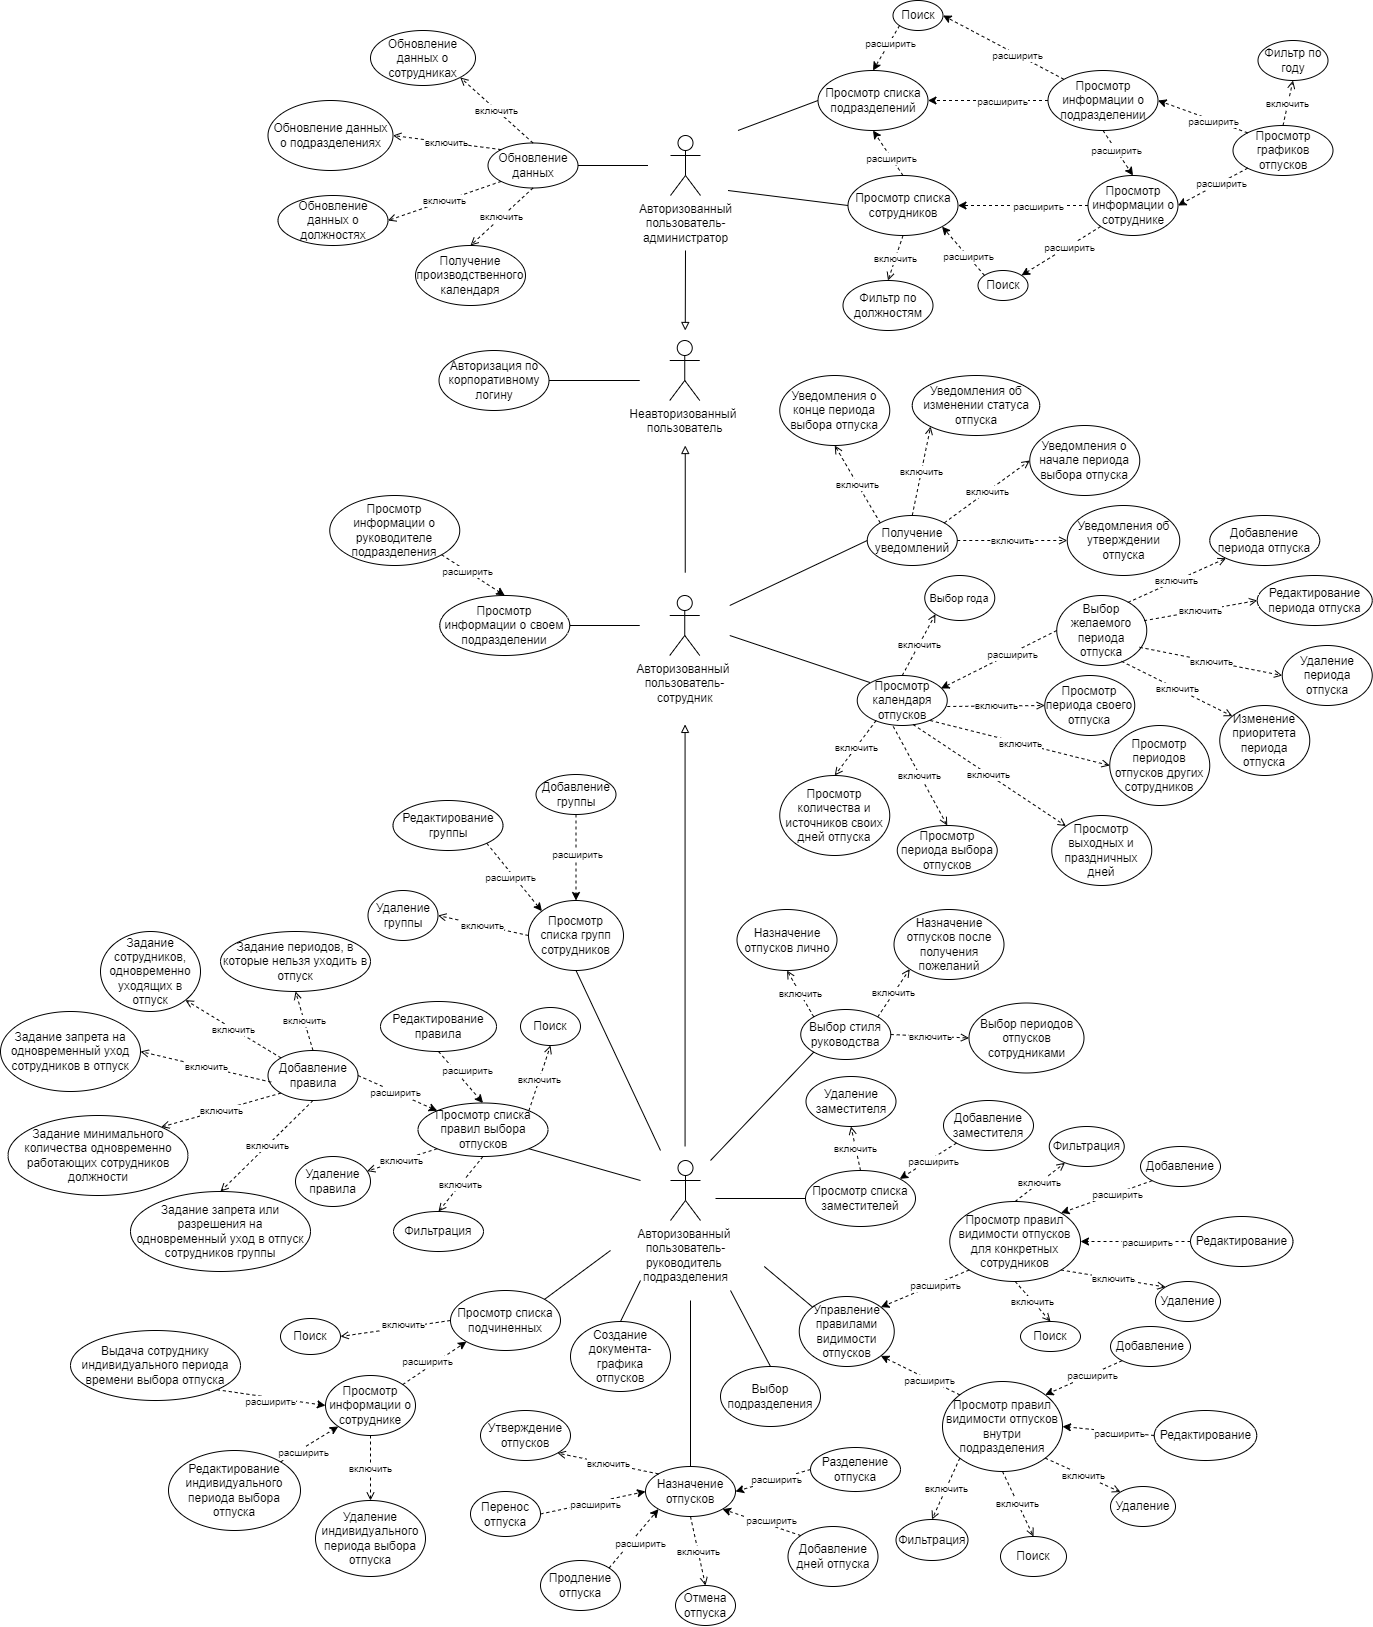 Поиск
расширить
расширить
Обновление
данных о
сотрудниках
включить
Фильтр по
году
включить
Просмотр списка
подразделений
расширить
Просмотр
информации о
подразделении
расширить
Просмотр
графиков
отпусков
Обновление данных
о подразделениях
включить
Обновление
данных
расширить
расширить
расширить
Обновление
данных о
должностях
включить
включить
Получение
производственного
календаря
Авторизованный
пользователь-
администратор
Просмотр списка
сотрудников
расширить
Просмотр
информации о
сотруднике
включить
расширить
расширить
Фильтр по
должностям
Поиск
Авторизация по
корпоративному
логину
Неавторизованный
пользователь
Уведомления о
конце периода
выбора отпуска
Уведомления об
изменении статуса
отпуска
Уведомления о
начале периода
выбора отпуска
включить
включить
включить
Получение
уведомлений
включить
Уведомления об
утверждении
отпуска
Просмотр
информации о
руководителе
подразделения
расширить
Просмотр
информации о своем
подразделении
Авторизованный
пользователь-
сотрудник
Выбор года
включить
расширить
Выбор
желаемого
периода
отпуска
включить
Добавление
периода отпуска
включить
Редактирование
периода отпуска
включить
Удаление
периода
отпуска
включить
Изменение
приоритета
периода
отпуска
Просмотр
календаря
отпусков
включить
Просмотр
периода своего
отпуска
включить
Просмотр
периодов
отпусков других
сотрудников
включить
Просмотр
количества и
источников своих
дней отпуска
включить
Просмотр
периода выбора
отпусков
включить
Просмотр
выходных и
праздничных
дней
Добавление
группы
Редактирование
группы
расширить
расширить
Удаление
группы
включить
Просмотр
списка групп
сотрудников
Задание
сотрудников,
одновременно
уходящих в
отпуск
Задание периодов, в
которые нельзя уходить в
отпуск
включить
включить
Задание запрета на
одновременный уход
сотрудников в отпуск
включить
Добавление
правила
включить
Задание минимального
количества одновременно
работающих сотрудников
должности
включить
Задание запрета или
разрешения на
одновременный уход в отпуск
сотрудников группы
Редактирование
правила
расширить
Поиск
включить
расширить
Просмотр списка
правил выбора
отпусков
включить
Удаление
правила
включить
Фильтрация
Назначение
отпусков лично
Назначение
отпусков после
получения
пожеланий
включить
включить
Выбор стиля
руководства
включить
Выбор периодов
отпусков
сотрудниками
Удаление
заместителя
включить
Добавление
заместителя
расширить
Просмотр списка
заместителей
Авторизованный
пользователь-
руководитель
подразделения
Фильтрация
включить
Добавление
расширить
Просмотр правил
видимости отпусков
для конкретных
сотрудников
расширить
Редактирование
включить
Удаление
включить
Поиск
расширить
Управление
правилами
видимости
отпусков
расширить
Добавление
расширить
Просмотр правил
видимости отпусков
внутри
подразделения
расширить
Редактирование
включить
Удаление
включить
Фильтрация
включить
Поиск
Просмотр списка
подчиненных
включить
Поиск
расширить
Выдача сотруднику
индивидуального периода
времени выбора отпуска
расширить
Просмотр
информации о
сотруднике
расширить
Редактирование
индивидуального
периода выбора
отпуска
включить
Удаление
индивидуального
периода выбора
отпуска
Создание
документа-
графика
отпусков
Выбор
подразделения
Утверждение
отпусков
включить
Назначение
отпусков
расширить
Разделение
отпуска
Перенос
отпуска
расширить
расширить
Добавление
дней отпуска
расширить
Продление
отпуска
включить
Отмена
отпуска